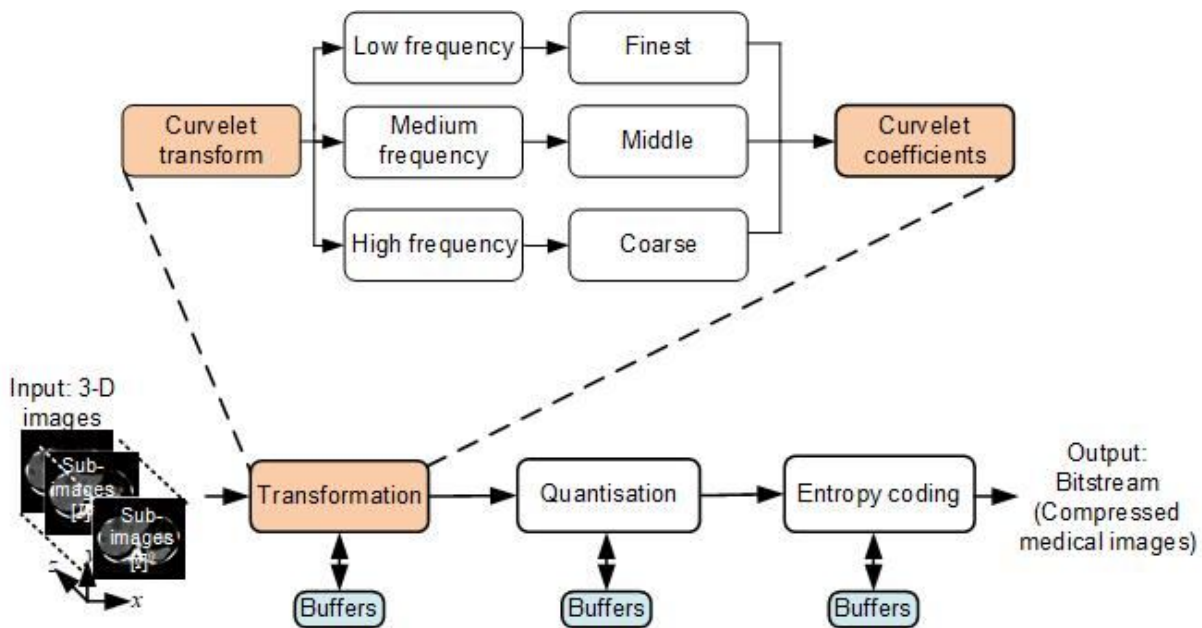 Low frequency
Finest
Curvelet
transform
Medium
frequency
Middle
Curvelet
coefficients
High frequency
Coarse
Input: 3-D
images
Sub-
images
Sub-
images
x
Transformation
Quantisation
Entropy coding
Output:
Bitstream
(Compressed
medical images)
Buffers
Buffers
Buffers